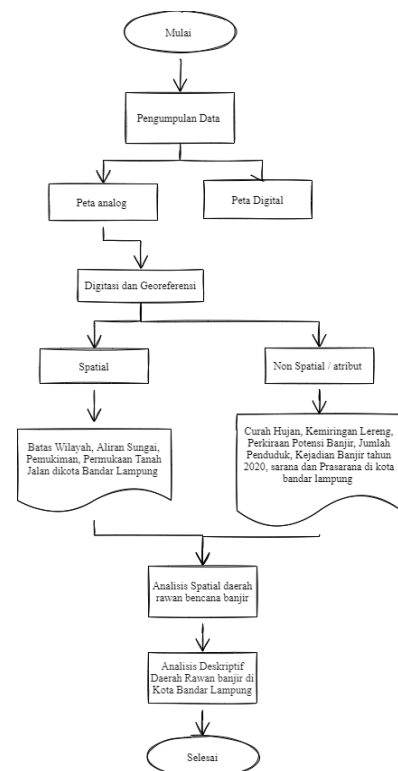 Mulai
Pengumpulan Data
Peta analog
Peta Digital
Digitasi dan Georeferensi
Spatial
Non Spatial / atribut
Batas Wilayah, Aliran Sungai,
Pemukiman, Permukaan Tanah
Jalan dikota Bandar Lampung
Curah Hujan, Kemiringan Lereng,
Perkiraan Potensi Banjir, Jumlah
Penduduk, Kejadian Banjir tahun
2020, sarana dan Prasarana di kota
bandar lampung
Analisis Spatial daerah
rawan bencana banjir
Analisis Deskriptif
Daerah Rawan banjir di
Kota Bandar Lampung
Selesai